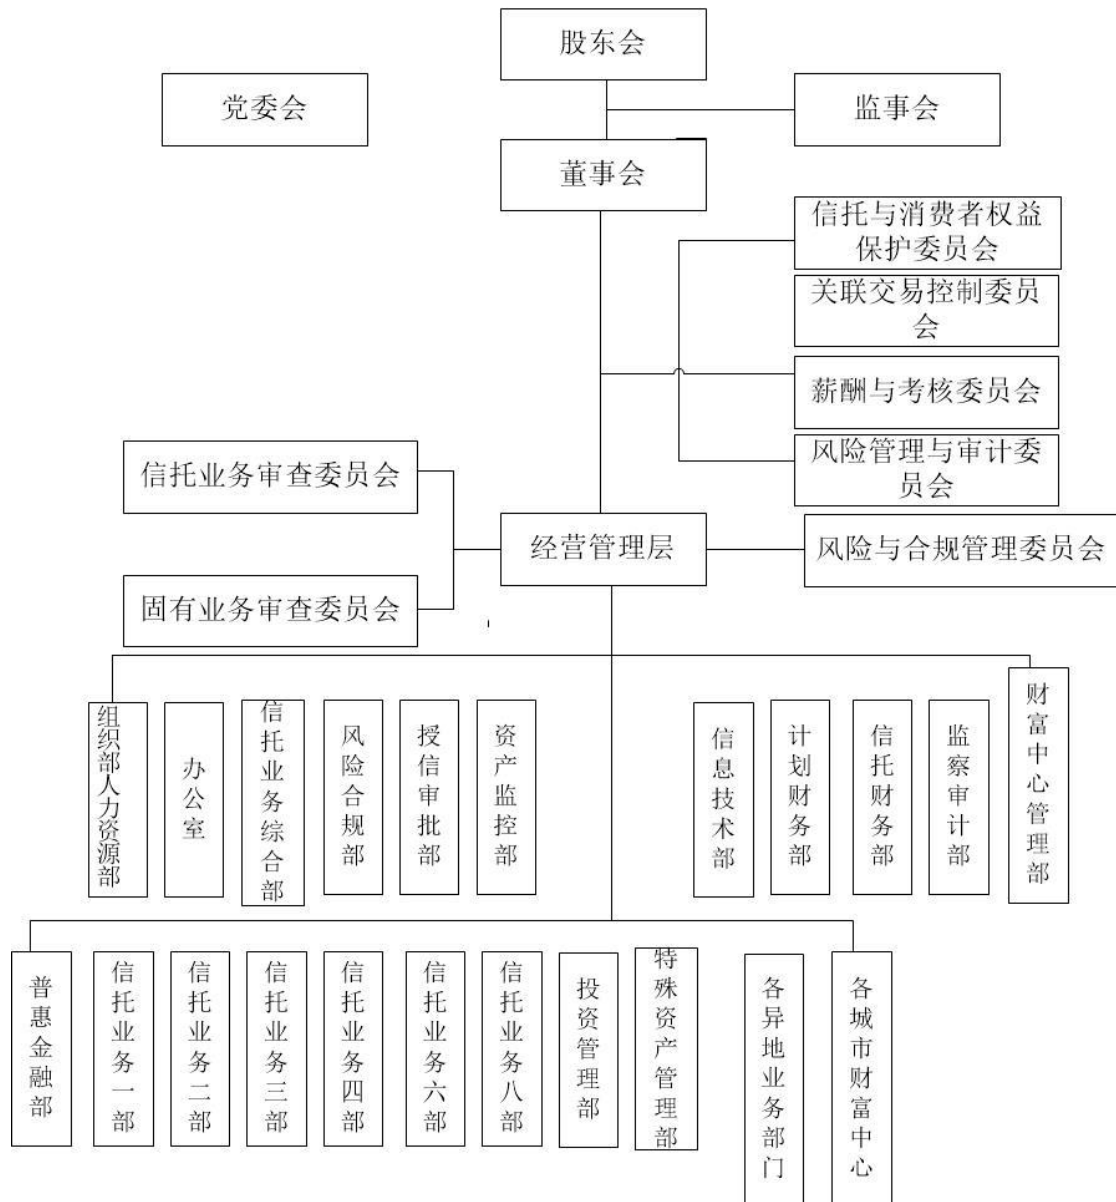 股东会
党委会
监事会
董事会
信托与消费者权益
保护委员会
关联交易控制委员
会
薪酬与考核委员会
风险管理与审计委
员会
信托业务审查委员会
经营管理层
风险与合规管理委员会
固有业务审查委员会
组织部人力资源部
办公室
信托业务综合部
风险合规部
授信审批部
资产监控部
信息技术部
计划财务部
信托财务部
监察审计部
财富中心管理部
普惠金融部
信托业务一部
信托业务二部
信托业务三部
信托业务四部
信托业务六部
信托业务八部
投资管理部
特殊资产管理部
各异地业务部门
各城市财富中心